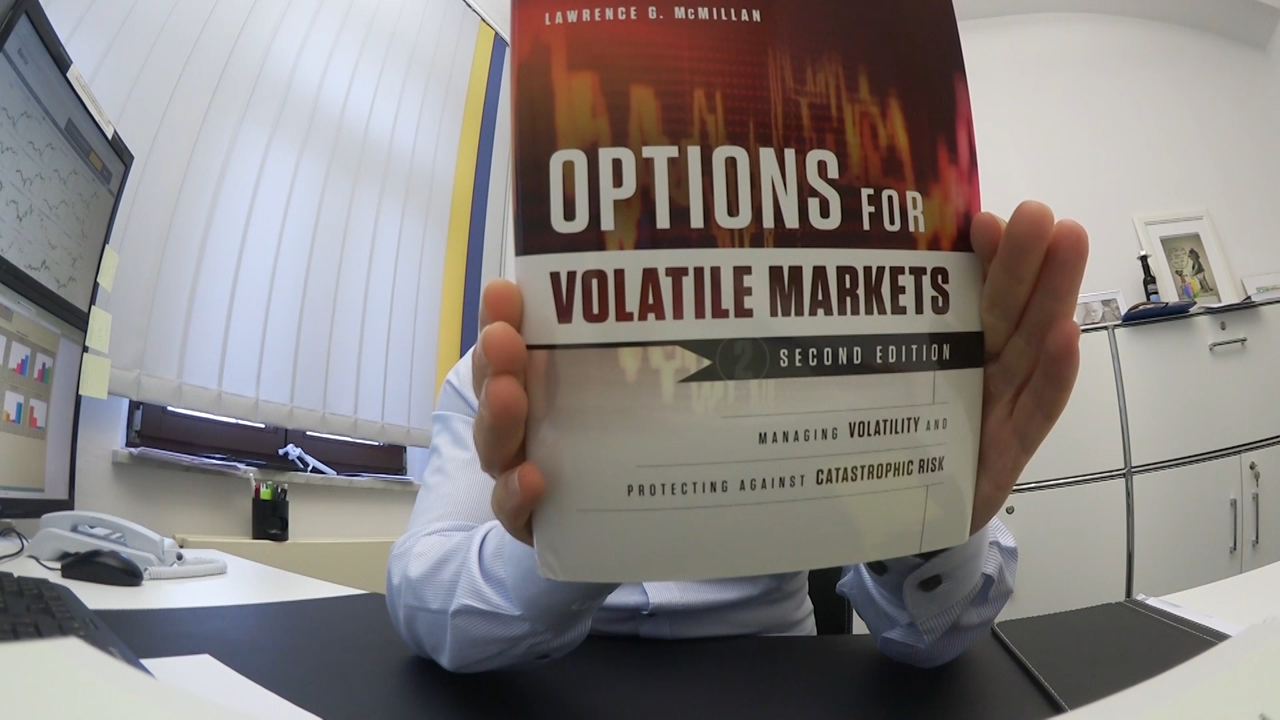 LAWRENCE G. McMILLAN
OPTIONS FOR
VOLATILE MARKETS
2 SECOND EDITION
MANAGING VOLATILITY AND
PROTECTING AGAINST CATASTROPHIC RISK